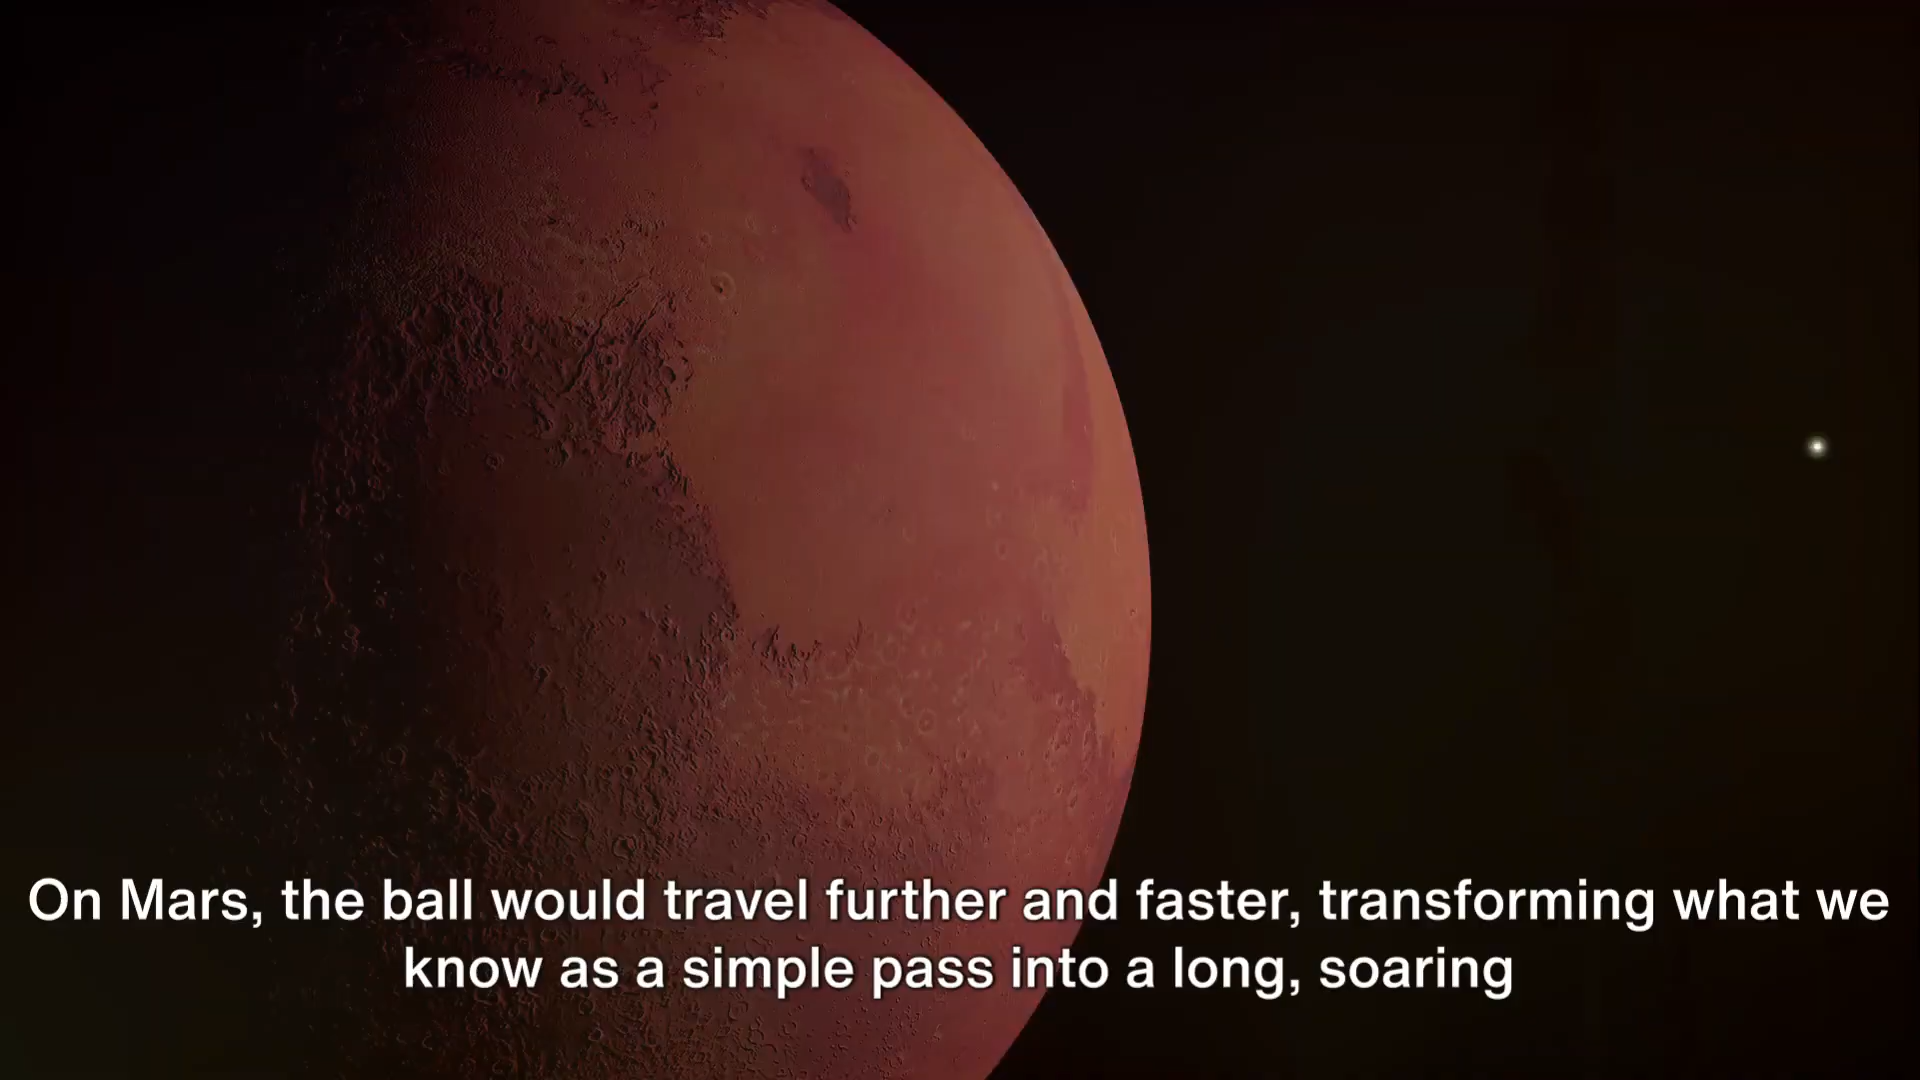 On Mars, the ball would travel further and faster, transforming what we
know as a simple pass into a long, soaring